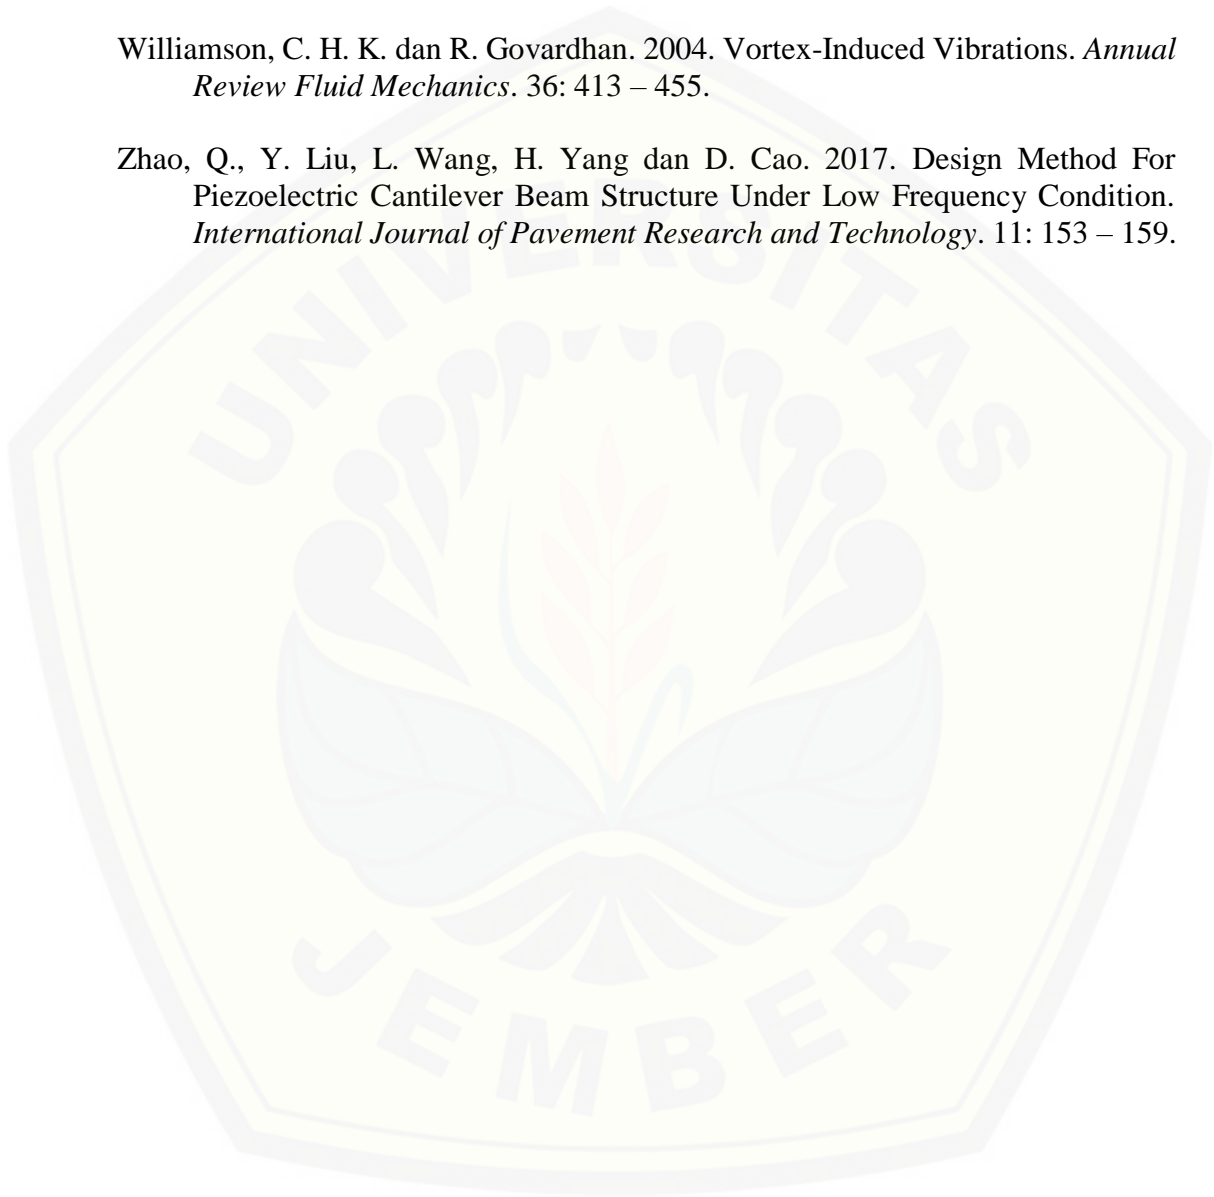 Williamson, C. H. K. dan R. Govardhan. 2004. Vortex-Induced Vibrations. Annual
Review Fluid Mechanics. 36: 413 – 455.
Zhao, Q., Y. Liu, L. Wang, H. Yang dan D. Cao. 2017. Design Method For
Piezoelectric Cantilever Beam Structure Under Low Frequency Condition.
International Journal of Pavement Research and Technology. 11: 153 – 159.
UNIVERSITAS
JEMBER